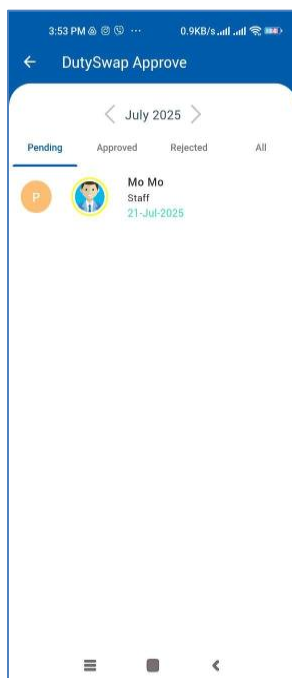 3:53 PM ... 0.9KB/s
DutySwap Approve
July 2025
Pending Approved Rejected All
P
Mo Mo
Staff
21-Jul-2025